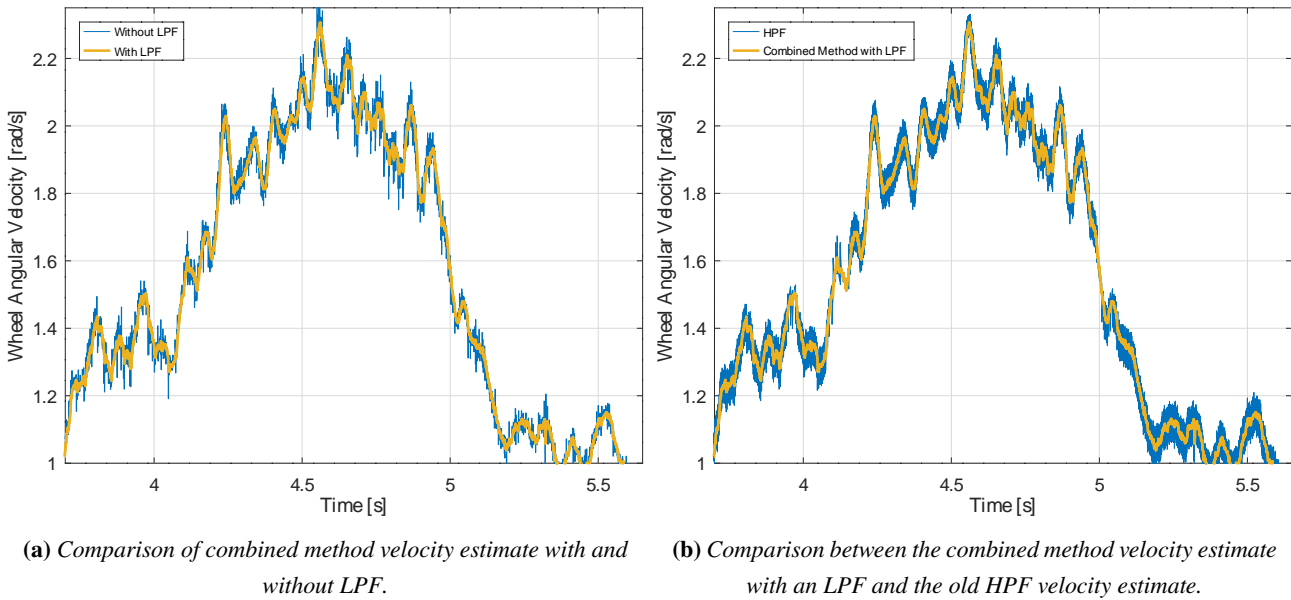 Without LPF
With LPF
2.2
2
1.8
1.6
1.4
1.2
1
4
4.5
5
5.5
Wheel Angular Velocity [rad/s]
Time [s]
(a) Comparison of combined method velocity estimate with and
without LPF.
HPF
Combined Method with LPF
2.2
2
1.8
1.6
1.4
1.2
1
4
4.5
5
5.5
Wheel Angular Velocity [rad/s]
Time [s]
(b) Comparison between the combined method velocity estimate
with an LPF and the old HPF velocity estimate.